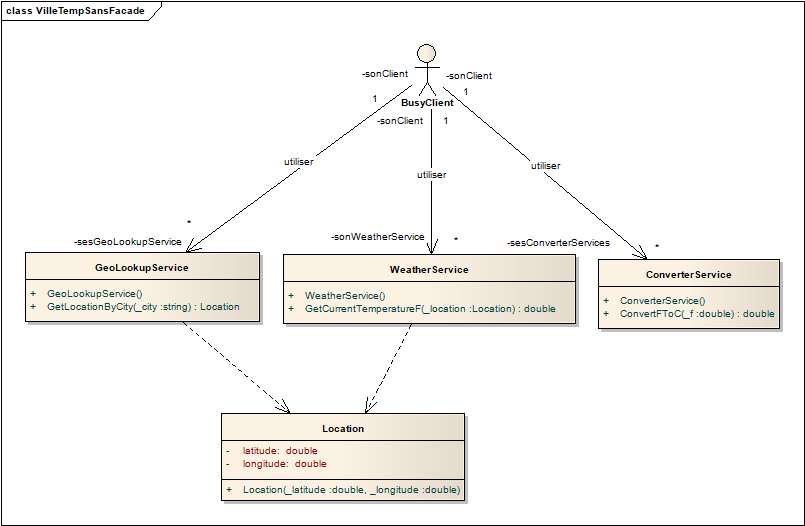 class VilleTempSansFacade
-sonClient
-sonClient
1
1
BusyClient
-sonClient
1
utiliser
utiliser
utiliser
*
-sesGeoLookupService
-sonWeatherService
*
-sesConverterServices
*
GeoLookupService
+ GeoLookupService()
+ GetLocationByCity(_city :string) : Location
WeatherService
+ WeatherService()
+ GetCurrentTemperatureF(_location :Location) : double
ConverterService
+ ConverterService()
+ ConvertFToC(_f :double) : double
Location
- latitude: double
- longitude: double
+ Location(_latitude :double, _longitude :double)